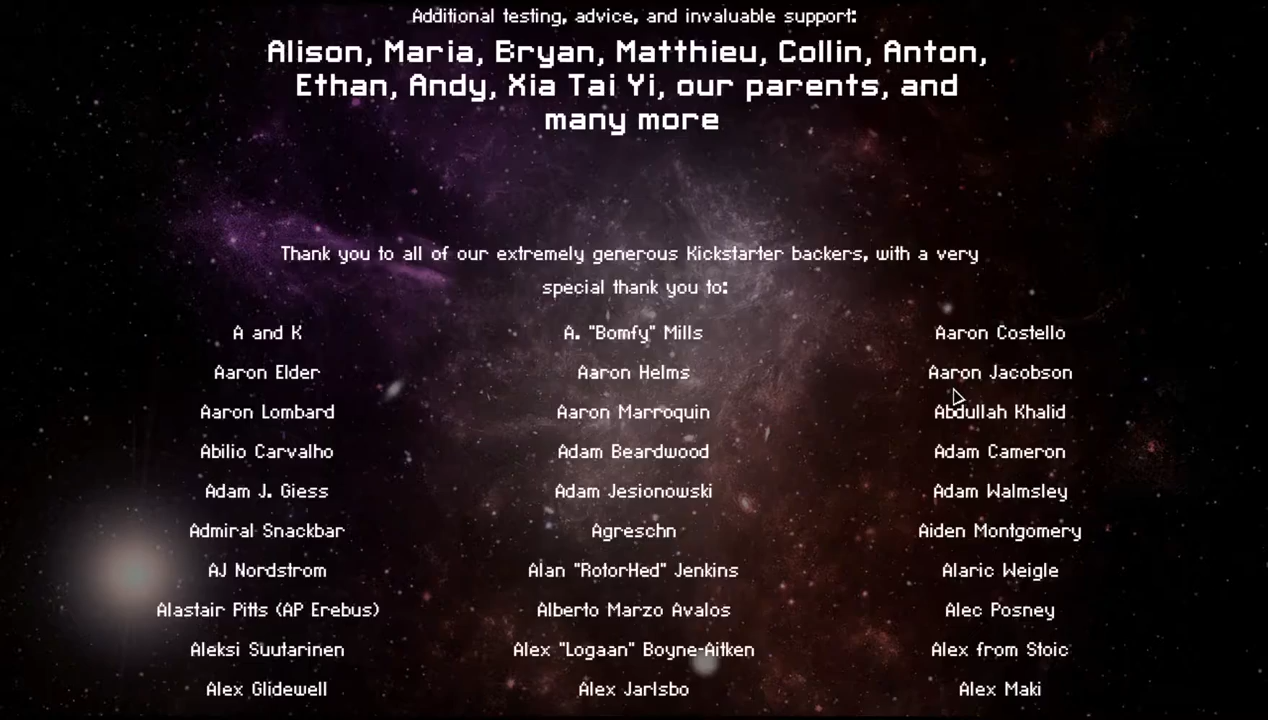 Additional testing, advice, and invaluable support:
Alison, Maria, Bryan, Matthieu, Collin, Anton,
Ethan, Andy, Xia Tai Yi, our parents, and
many more
Thank you to all of our extremely generous Kickstarter backers, with a very
special thank you to:
A and K A. "Bomfy" Mills Aaron Costello
Aaron Elder Aaron Helms Aaron Jacobson
Aaron Lombard Aaron Marroquin Abdullah Khalid
Abilio Carvalho Adam Beardwood Adam Cameron
Adam J. Giess Adam Jesionowski Adam Walmsley
Admiral Snackbar Agreschn Aiden Montgomery
AJ Nordstrom Alan "RotorHed" Jenkins Alaric Weigle
Alastair Pitts (AP Erebus) Alberto Marzo Avalos Alec Posney
Aleksi Suutarinen Alex "Logaan" Boyne-Aitken Alex from Stoic
Alex Glidewell Alex Jarlsbo Alex Maki